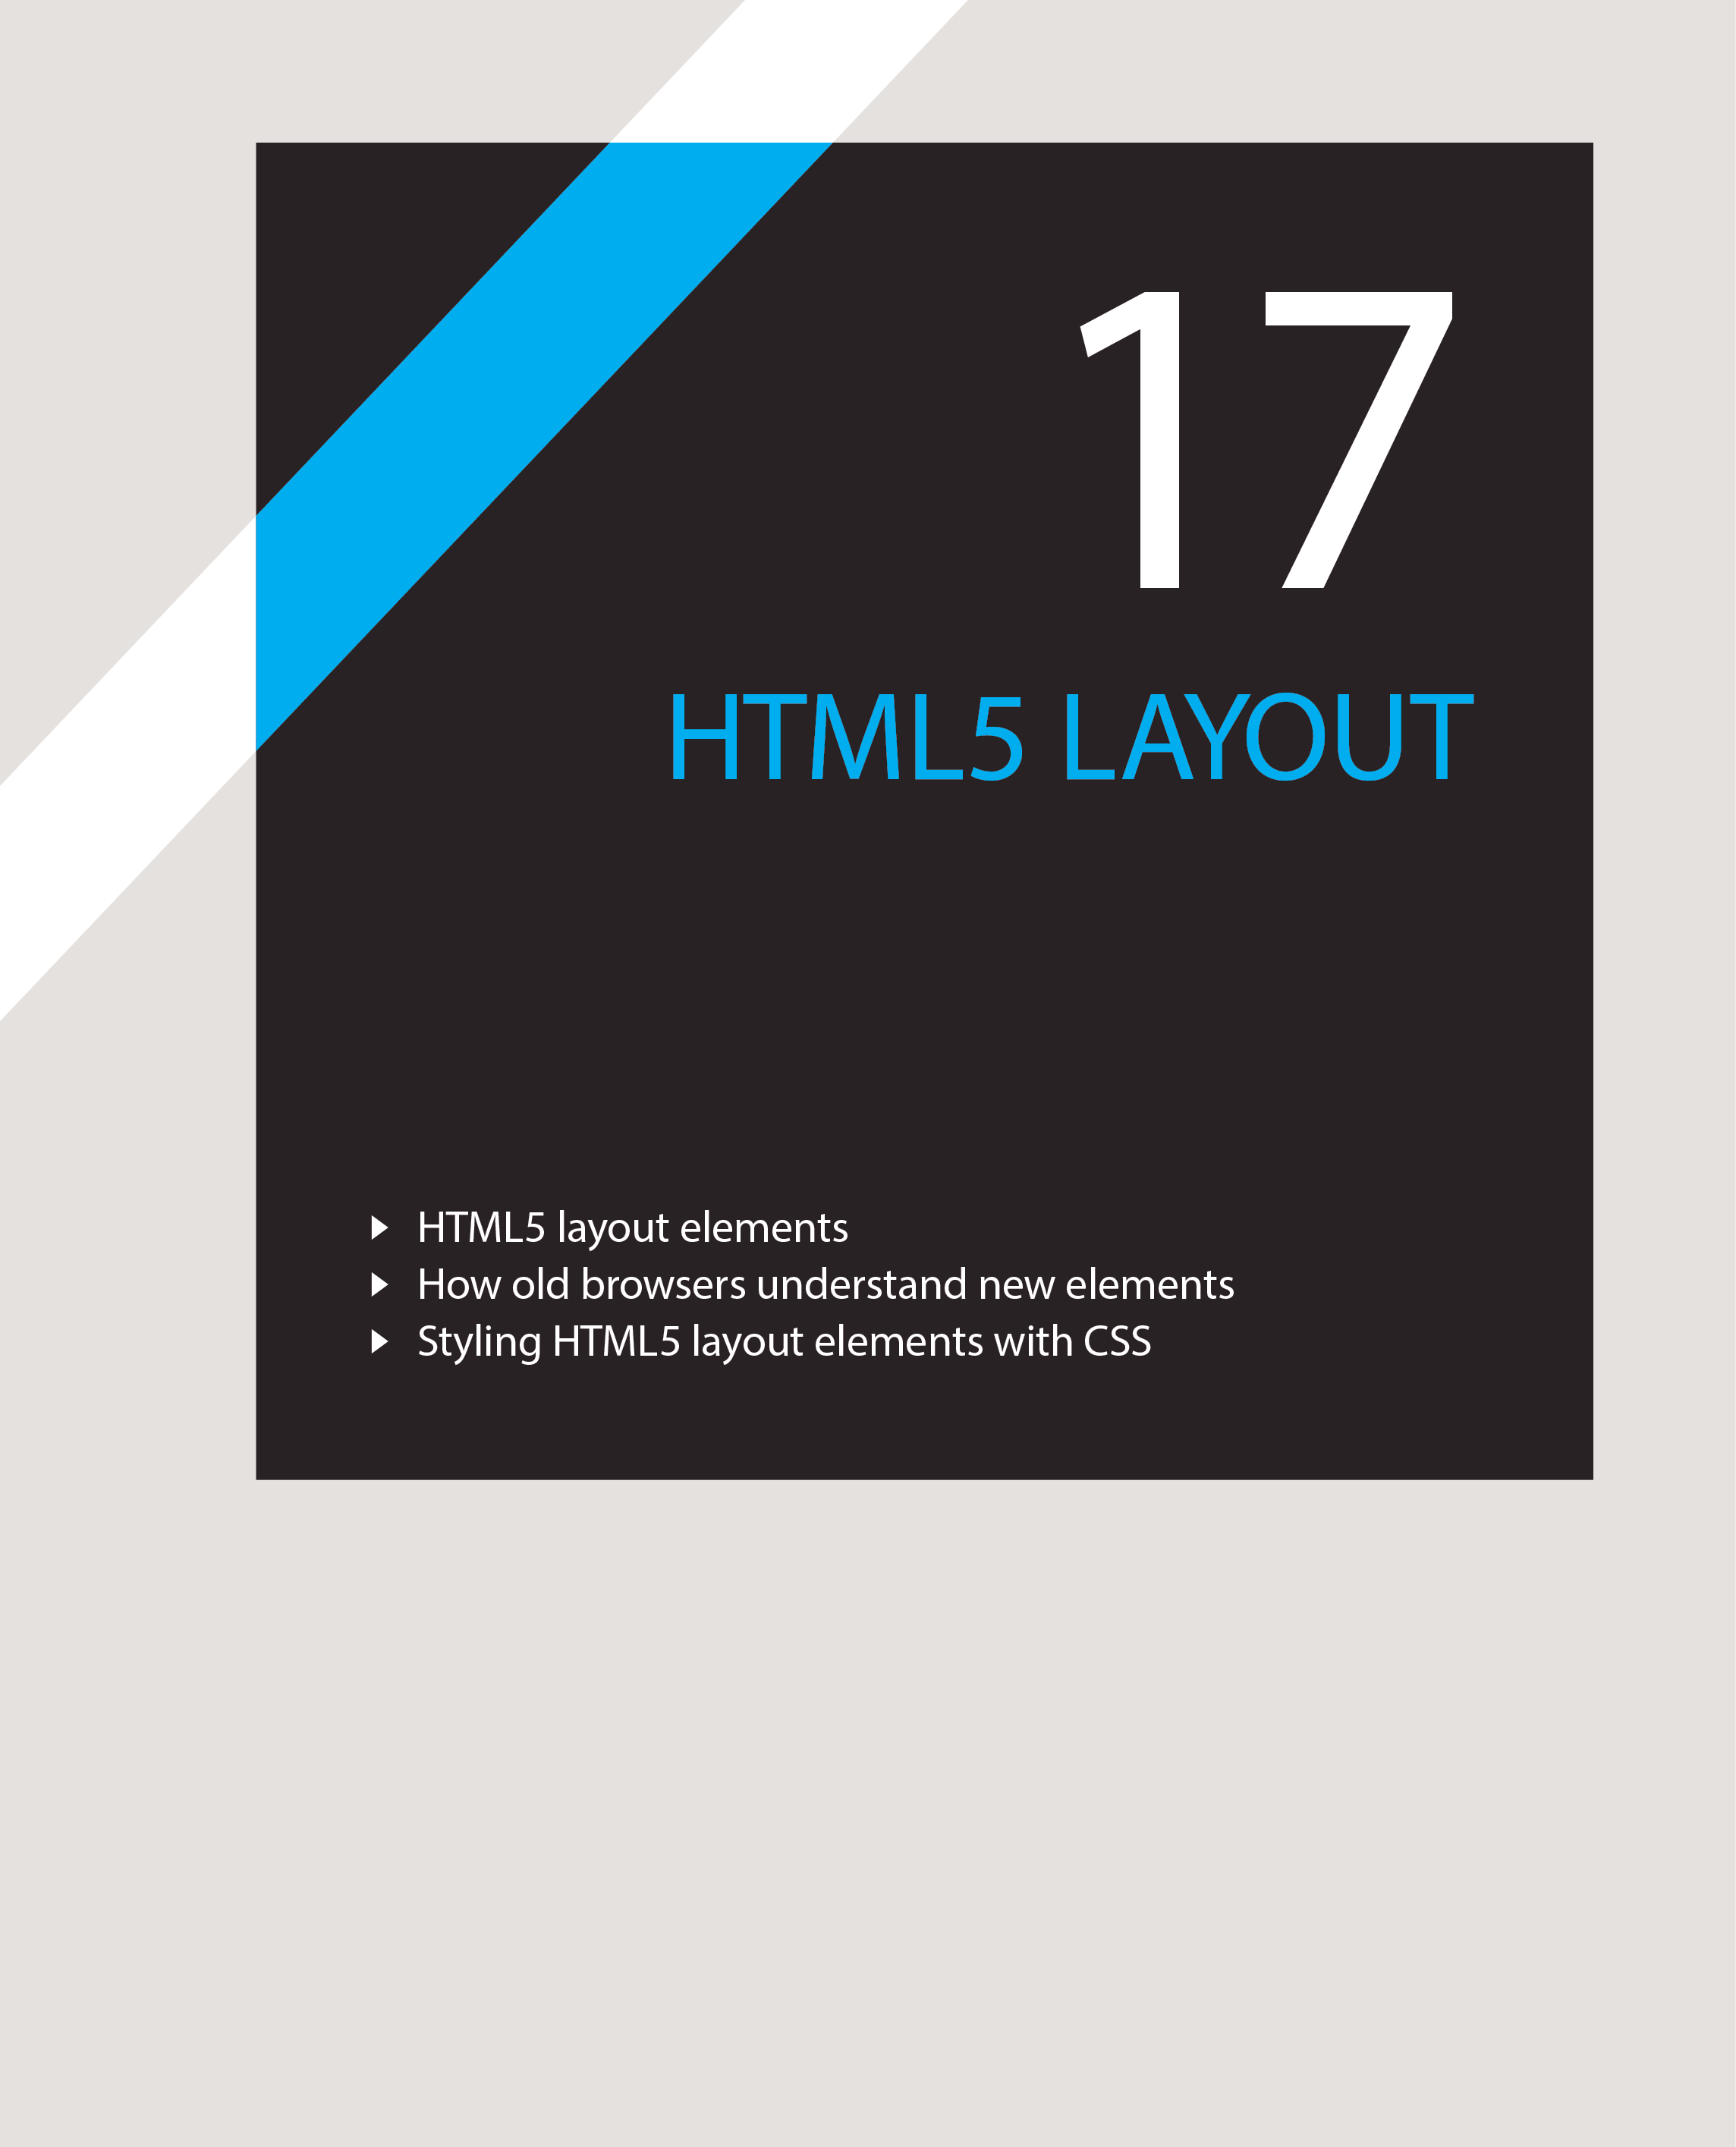 17
HTML5 LAYOUT
HTML5 layout elements
How old browsers understand new elements
Styling HTML5 layout elements with CSS